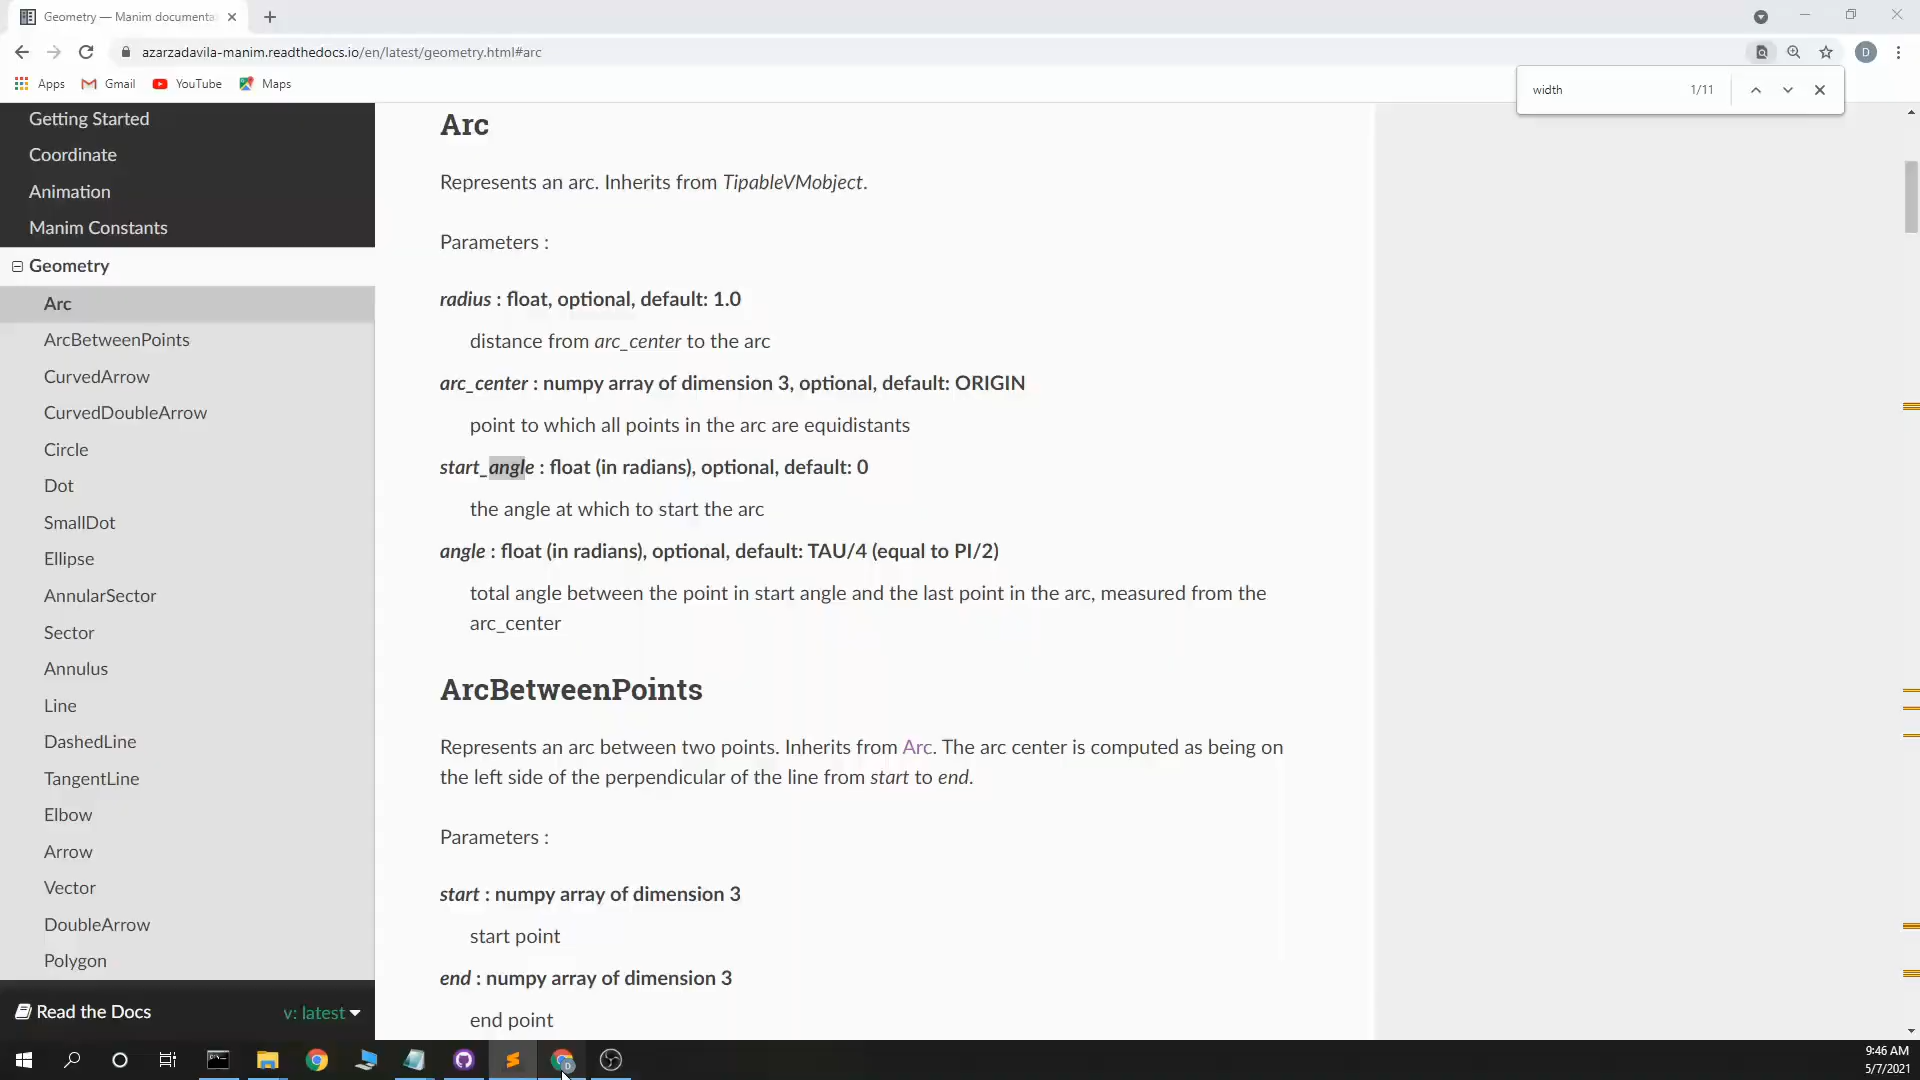 Geometry — Manim documenta
azarzadavila-manim.readthedocs.io/en/latest/geometry.html#arc
D
Apps
Gmail
YouTube
Maps
width
1/11
Getting Started
Coordinate
Animation
Manim Constants
Geometry
Arc
ArcBetweenPoints
CurvedArrow
CurvedDoubleArrow
Circle
Dot
SmallDot
Ellipse
AnnularSector
Sector
Annulus
Line
DashedLine
TangentLine
Elbow
Arrow
Vector
DoubleArrow
Polygon
Read the Docs
v: latest
Arc
Represents an arc. Inherits from TipableVMobject.
Parameters :
radius : float, optional, default: 1.0
distance from arc_center to the arc
arc_center : numpy array of dimension 3, optional, default: ORIGIN
point to which all points in the arc are equidistants
start_angle : float (in radians), optional, default: 0
the angle at which to start the arc
angle : float (in radians), optional, default: TAU/4 (equal to PI/2)
total angle between the point in start angle and the last point in the arc, measured from the
arc_center
ArcBetweenPoints
Represents an arc between two points. Inherits from Arc. The arc center is computed as being on
the left side of the perpendicular of the line from start to end.
Parameters :
start : numpy array of dimension 3
start point
end : numpy array of dimension 3
end point
9:46 AM
5/7/2021